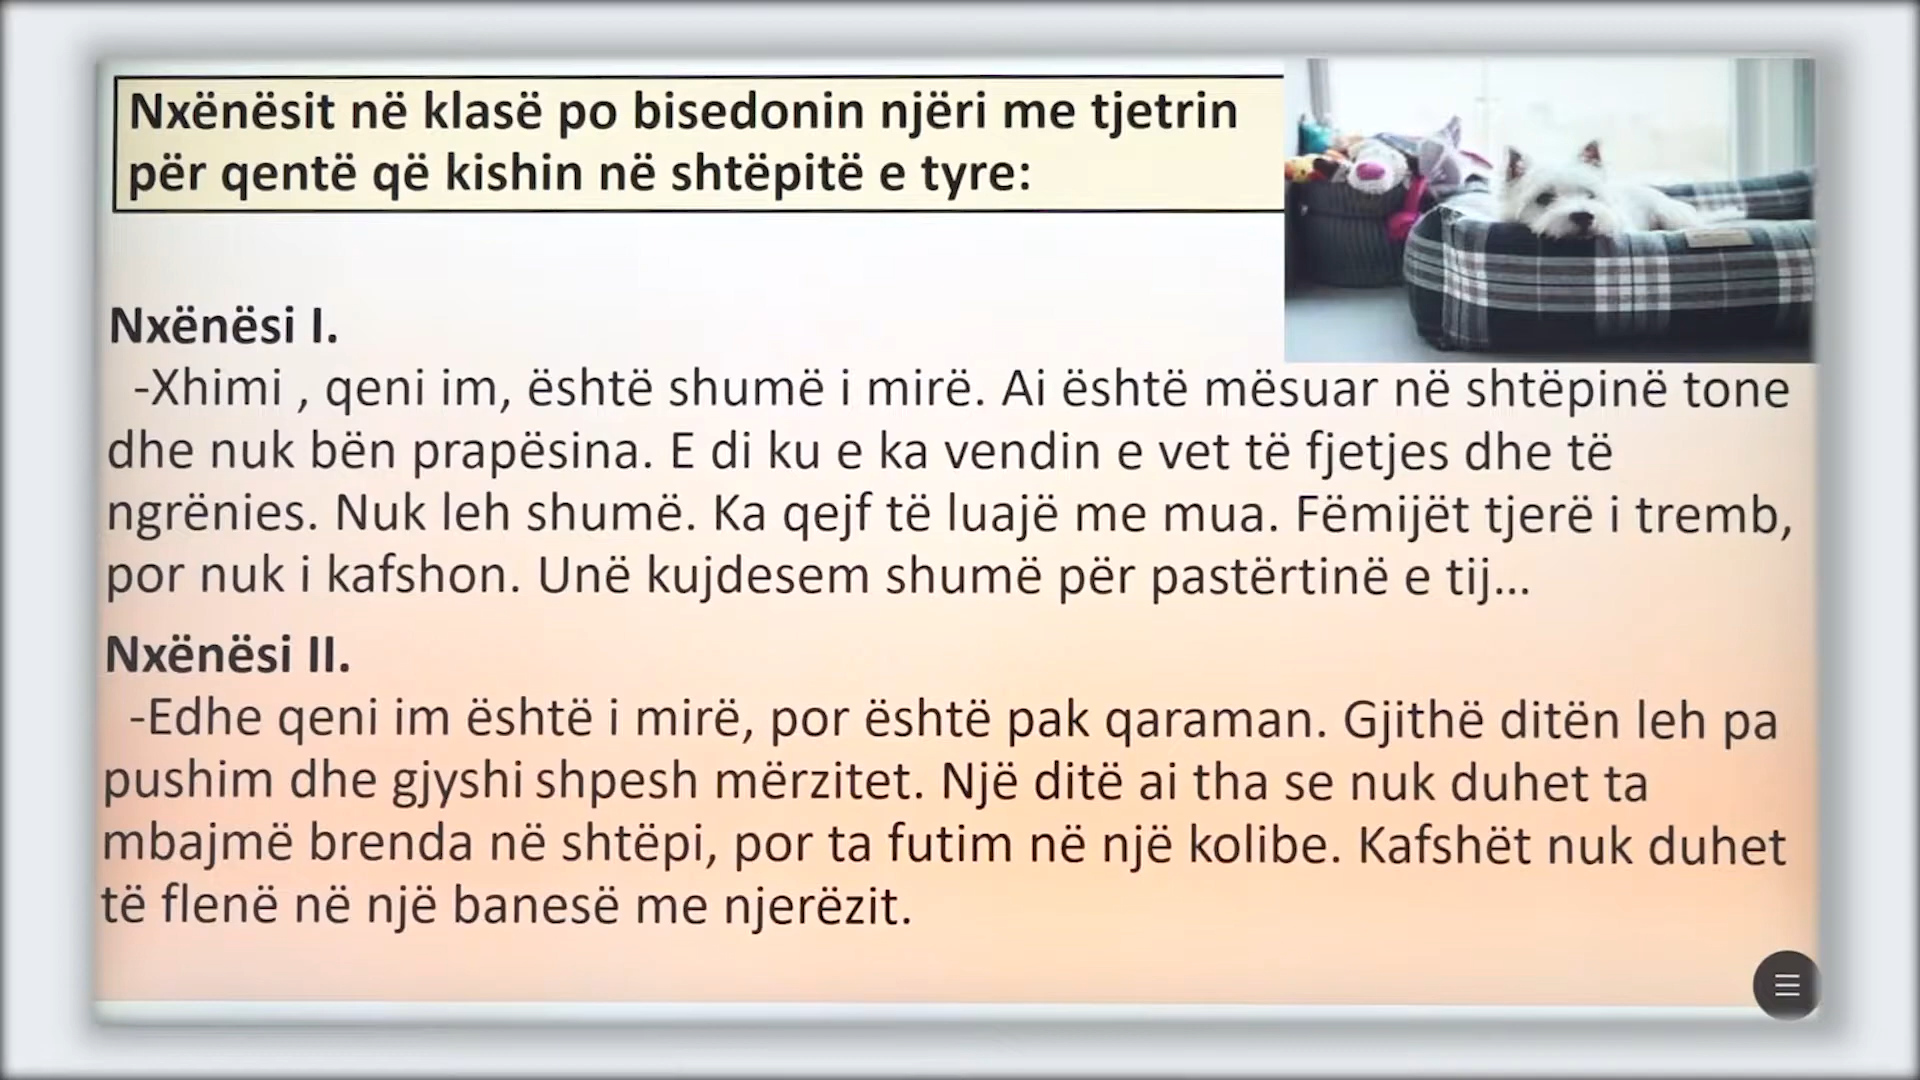 Nxënësit në klasë po bisedonin njëri me tjetrin
për qentë që kishin në shtëpitë e tyre:
Nxënësi I.
-Xhimi , qeni im, është shumë i mirë. Ai është mësuar në shtëpinë tone
dhe nuk bën prapësina. E di ku e ka vendin e vet të fjetjes dhe të
ngrënies. Nuk leh shumë. Ka qejf të luajë me mua. Fëmijët tjerë i tremb,
por nuk i kafshon. Unë kujdesem shumë për pastërtinë e tij...
Nxënësi II.
-Edhe qeni im është i mirë, por është pak qaraman. Gjithë ditën leh pa
pushim dhe gjyshi shpesh mërzitet. Një ditë ai tha se nuk duhet ta
mbajmë brenda në shtëpi, por ta futim në një kolibe. Kafshët nuk duhet
të flenë në një banesë me njerëzit.